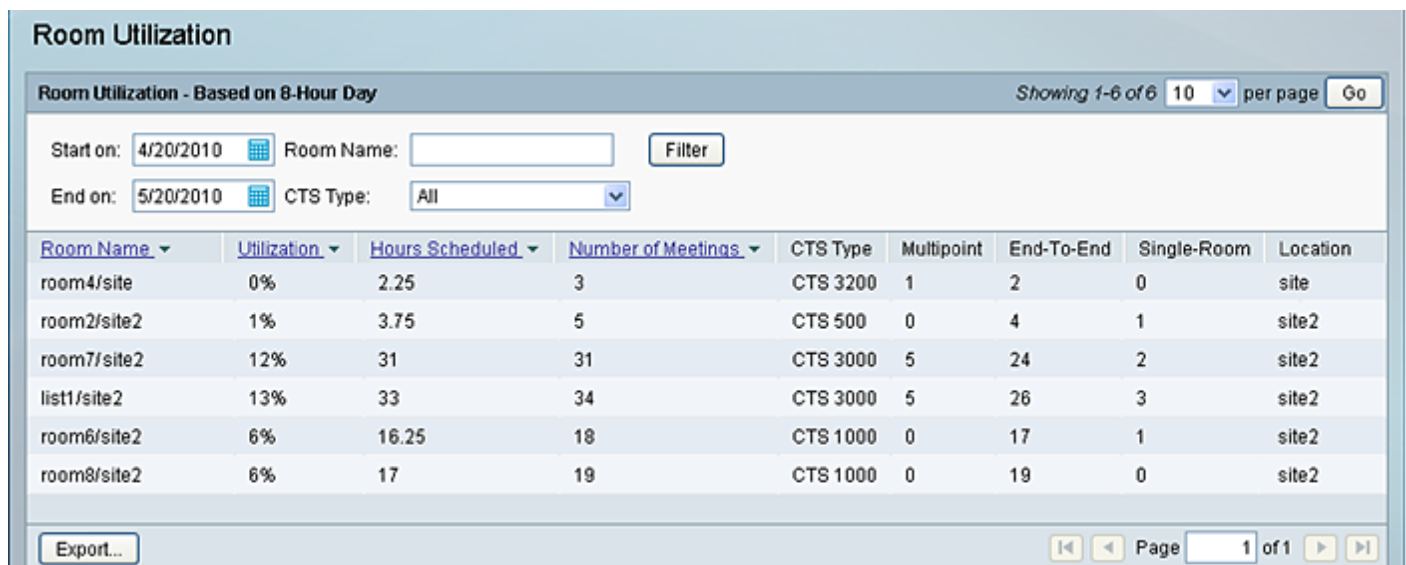 Room Utilization
Room Utilization - Based on 8-Hour Day Showing 1-6 of 6 10 per page Go
Start on: 4/20/2010 Room Name: Filter
End on: 5/20/2010 CTS Type: All
Room Name Utilization Hours Scheduled Number of Meetings CTS Type Multipoint End-To-End Single-Room Location
room4/site 0% 2.25 3 CTS 3200 1 2 0 site
room2/site2 1% 3.75 5 CTS 500 0 4 1 site2
room7/site2 12% 31 31 CTS 3000 5 24 2 site2
list1/site2 13% 33 34 CTS 3000 5 26 3 site2
room6/site2 6% 16.25 18 CTS 1000 0 17 1 site2
room8/site2 6% 17 19 CTS 1000 0 19 0 site2
Export... Page 1 of 1